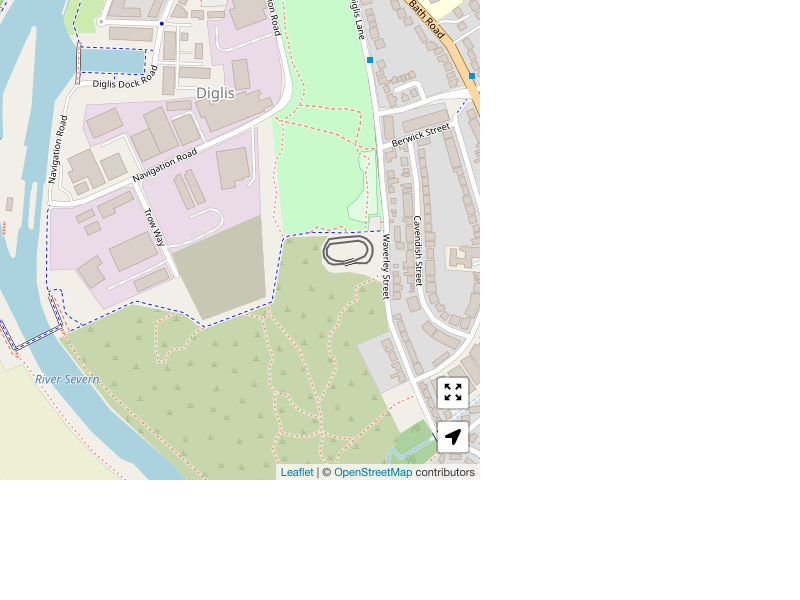 Bath Road
Diglis Lane
Diglis Dock Road
Diglis
Navigation Road
Berwick Street
Navigation Road
Trow Way
Cavendish Street
Waverley Street
River Severn
Leaflet | © OpenStreetMap contributors